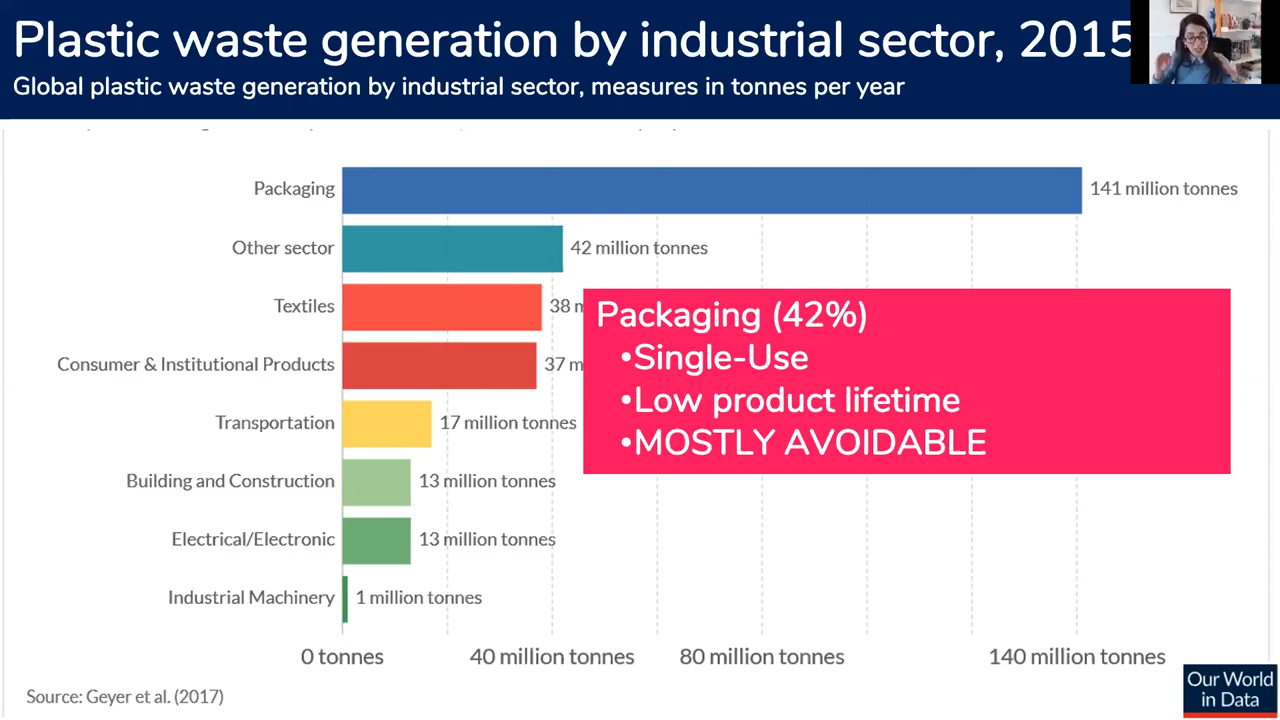 Plastic waste generation by industrial sector, 2015
Global plastic waste generation by industrial sector, measures in tonnes per year
Packaging
141 million tonnes
Other sector
42 million tonnes
Textiles
38
Packaging (42%)
•Single-Use
•Low product lifetime
•MOSTLY AVOIDABLE
Consumer & Institutional Products
37
Transportation
17 million tonnes
Building and Construction
13 million tonnes
Electrical/Electronic
13 million tonnes
Industrial Machinery
1 million tonnes
0 tonnes
40 million tonnes
80 million tonnes
140 million tonnes
Source: Geyer et al. (2017)
Our World
in Data